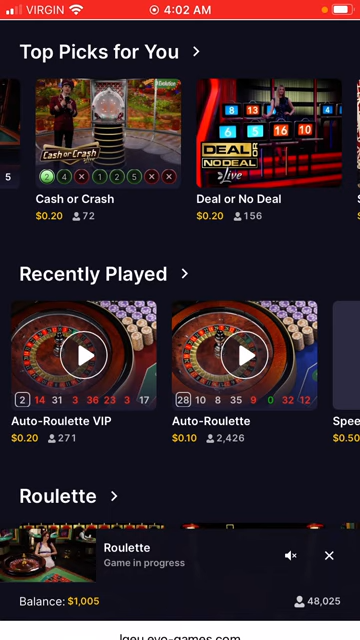 VIRGIN 4:02 AM
Top Picks for You >
5
Evolution
Cash or Crash
Live
2 4 × × 1 2 5 × ×
Cash or Crash
$0.20 72
8 13
6 5 16 10
DEAL OR NO DEAL
Live
Deal or No Deal
$0.20 156
Recently Played >
2 14 31 3 36 23 3 17
28 10 8 35 9 0 32 12
Auto-Roulette VIP
$0.20 271
Auto-Roulette
$0.10 2,426
Spee
$0.50
Roulette >
Roulette
Game in progress
Balance: $1,005 48,025
lgeu.evo-games.com